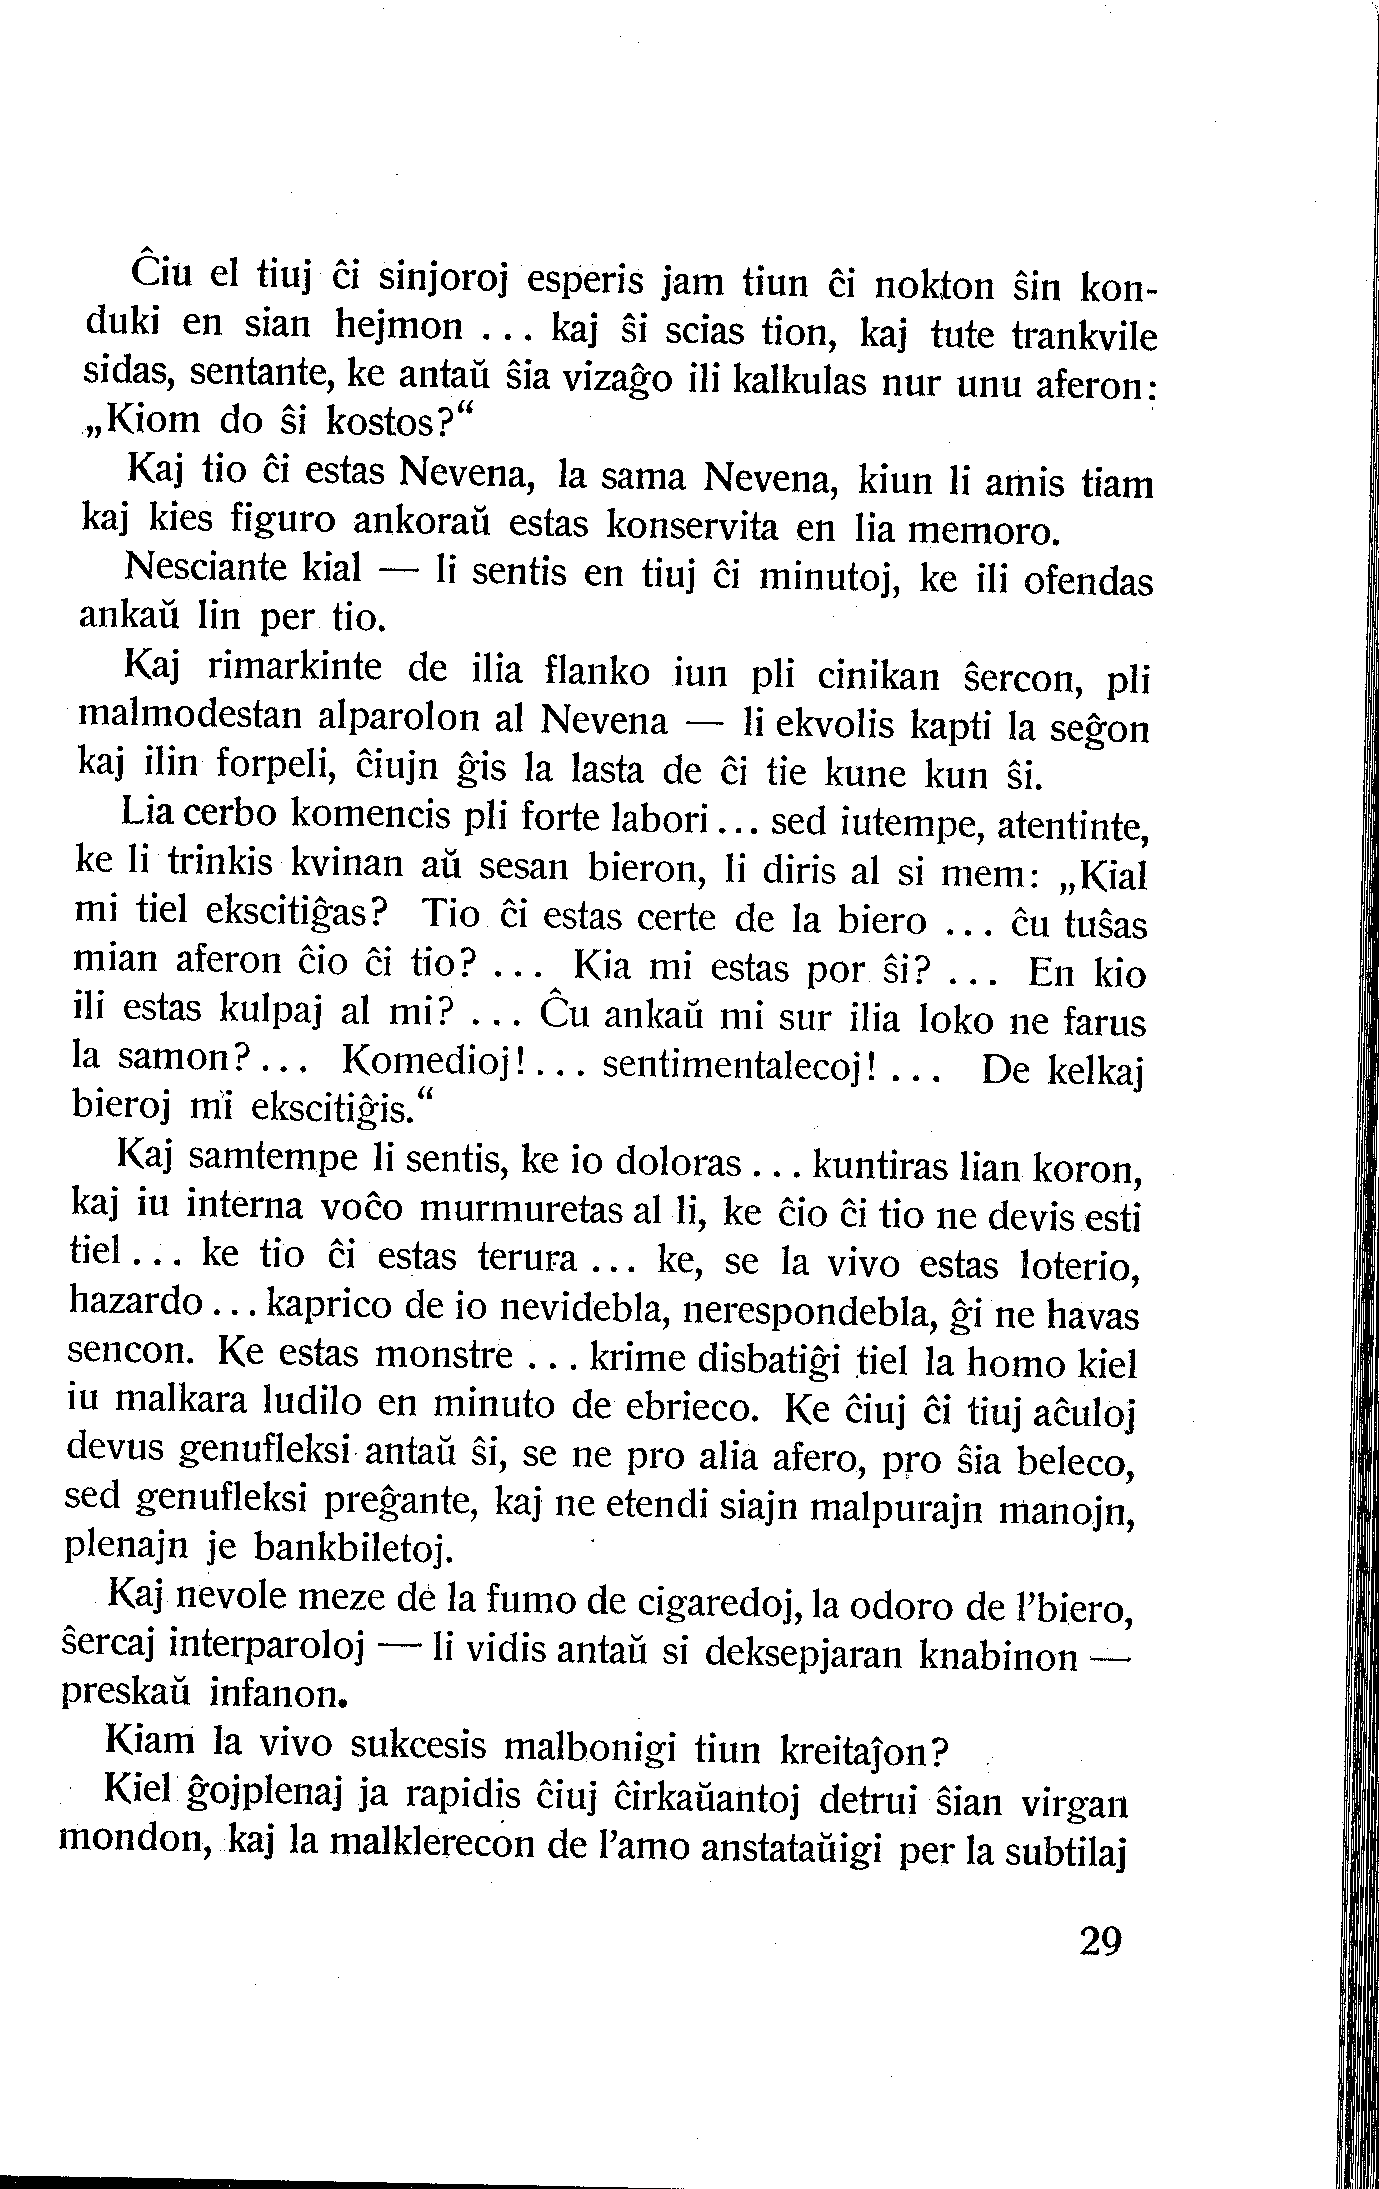 Ĉiu el tiuj ĉi sinjoroj esperis jam tiun ĉi nokton ŝin kon-
duki en sian hejmon ... kaj ŝi scias tion, kaj tute trankvile
sidas, sentante, ke antaŭ ŝia vizaĝo ili kalkulas nur unu aferon:
„Kiom do ŝi kostos?“
Kaj tio ĉi estas Nevena, la sama Nevena, kiun li amis tiam
kaj kies figuro ankoraŭ estas konservita en lia memoro.
Nesciante kial — li sentis en tiuj ĉi minutoj, ke ili ofendas
ankaŭ lin per tio.
Kaj rimarkinte de ilia flanko iun pli cinikan ŝercon, pli
malmodestan alparolon al Nevena — li ekvolis kapti la seĝon
kaj ilin forpeli, ĉiujn ĝis la lasta de ĉi tie kune kun ŝi.
Lia cerbo komencis pli forte labori... sed iutempe, atentinte,
ke li trinkis kvinan aŭ sesan bieron, li diris al si mem: „Kial
mi tiel ekscitiĝas? Tio ĉi estas certe de la biero ... ĉu tuŝas
mian aferon ĉio ĉi tio? ... Kia mi estas por ŝi? ... En kio
ili estas kulpaj al mi? ... Ĉu ankaŭ mi sur ilia loko ne farus
la samon?... Komedioj!... sentimentalecoj! ... De kelkaj
bieroj mi ekscitiĝis.“
Kaj samtempe li sentis, ke io doloras ... kuntiras lian koron,
kaj iu interna voĉo murmuretas al li, ke ĉio ĉi tio ne devis esti
tiel... ke tio ĉi estas terura ... ke, se la vivo estas loterio,
hazardo ... kaprico de io nevidebla, nerespondebla, ĝi ne havas
sencon. Ke estas monstre ... krime disbatiĝi tiel la homo kiel
iu malkara ludilo en minuto de ebrieco. Ke ĉiuj ĉi tiuj aĉuloj
devus genufleksi antaŭ ŝi, se ne pro alia afero, pro ŝia beleco,
sed genufleksi preĝante, kaj ne etendi siajn malpurajn manojn,
plenajn je bankbiletoj.
Kaj nevole meze de la fumo de cigaredoj, la odoro de l'biero,
ŝercaj interparoloj — li vidis antaŭ si deksepjaran knabinon —
preskaŭ infanon.
Kiam la vivo sukcesis malbonigi tiun kreitaĵon?
Kiel ĝojplenaj ja rapidis ĉiuj ĉirkaŭantoj detrui ŝian virgan
mondon, kaj la malklerecon de l'amo anstataŭigi per la subtilaj
29